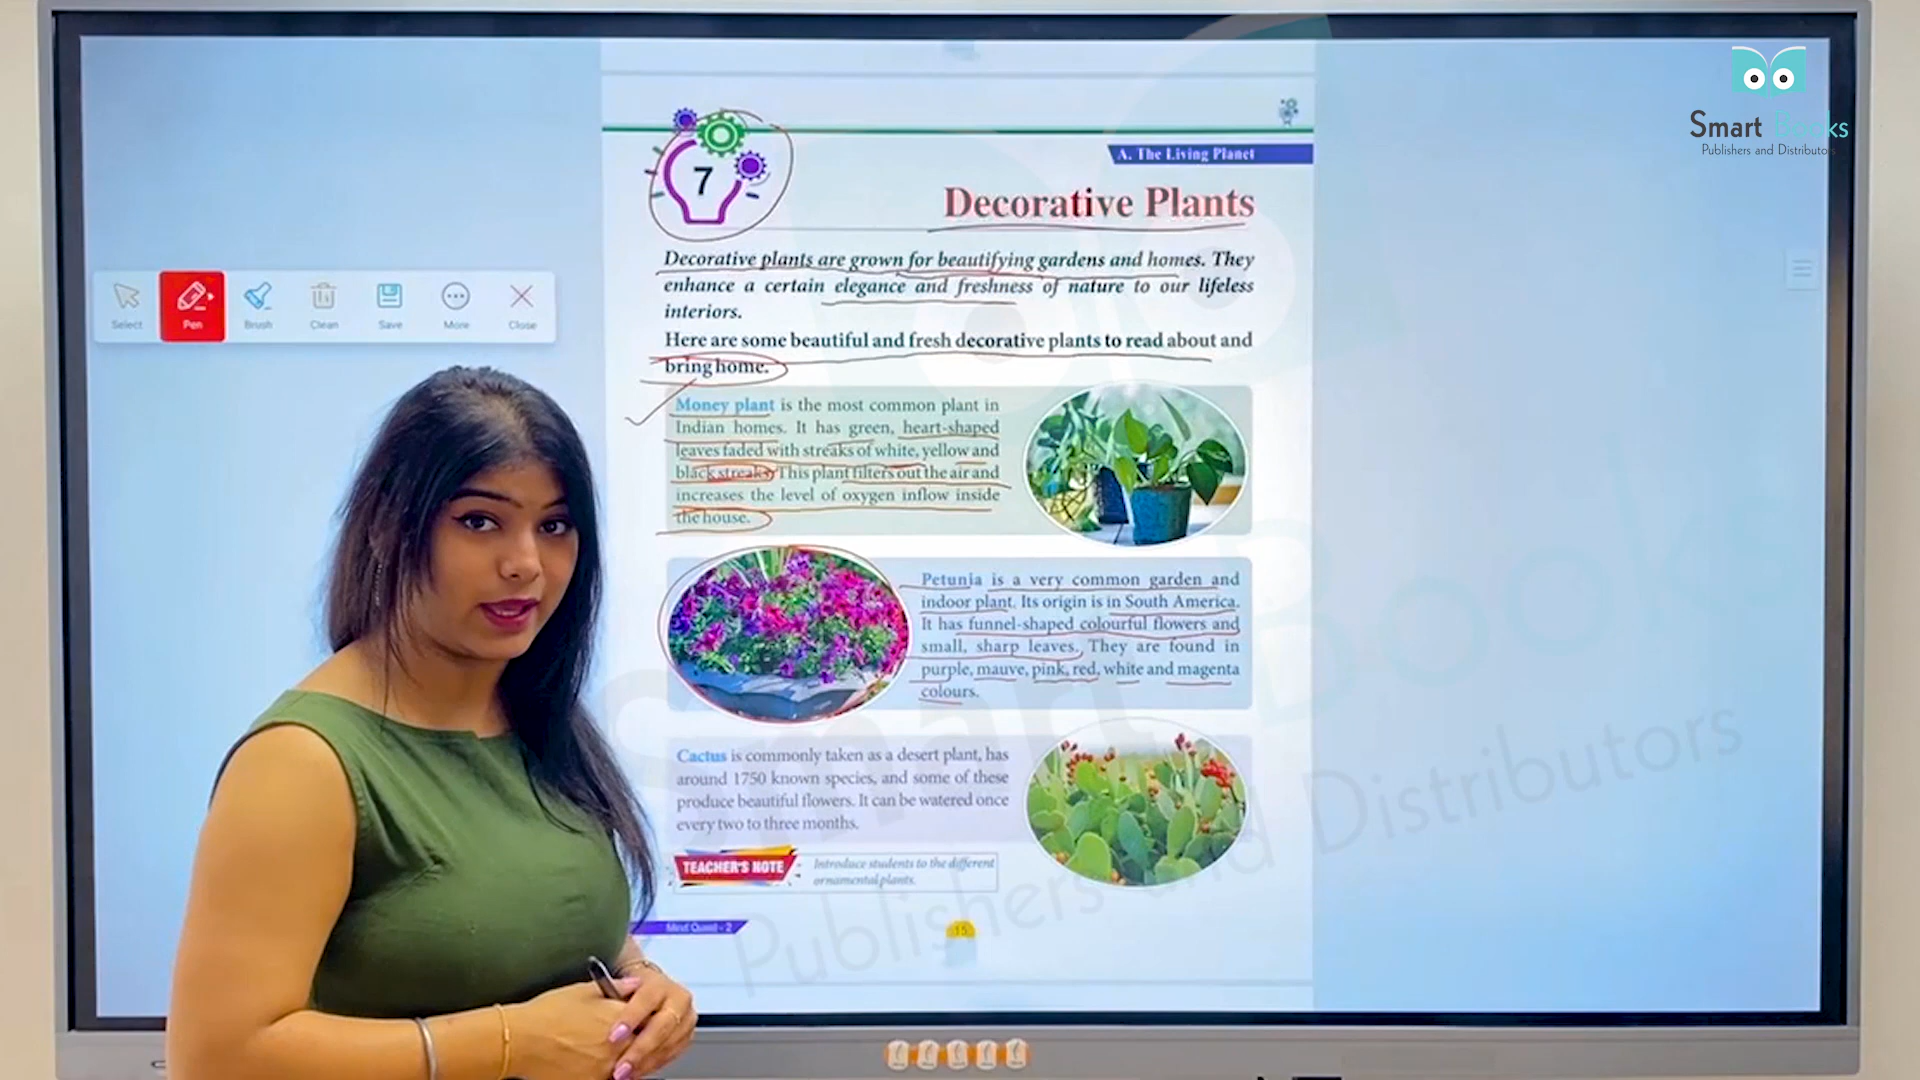 Smart Books
Publishers and Distributors
A. The Living Planet
7
Decorative Plants
Decorative plants are grown for beautifying gardens and homes. They
enhance a certain elegance and freshness of nature to our lifeless
interiors.
Here are some beautiful and fresh decorative plants to read about and
bring home.
Select
Pen
Brush
Clean
Save
More
Close
Money plant is the most common plant in
Indian homes. It has green, heart-shaped
leaves faded with streaks of white, yellow and
black streaks. This plant filters out the air and
increases the level of oxygen inflow inside
the house.
Petunia is a very common garden and
indoor plant. Its origin is in South America.
It has funnel-shaped colourful flowers and
small, sharp leaves. They are found in
purple, mauve, pink, red, white and magenta
colours.
Cactus is commonly taken as a desert plant, has
around 1750 known species, and some of these
produce beautiful flowers. It can be watered once
every two to three months.
TEACHER'S NOTE
Introduce students to the different
ornamental plants.
Mind Quest - 2
15
Smart Books
Publishers and Distributors